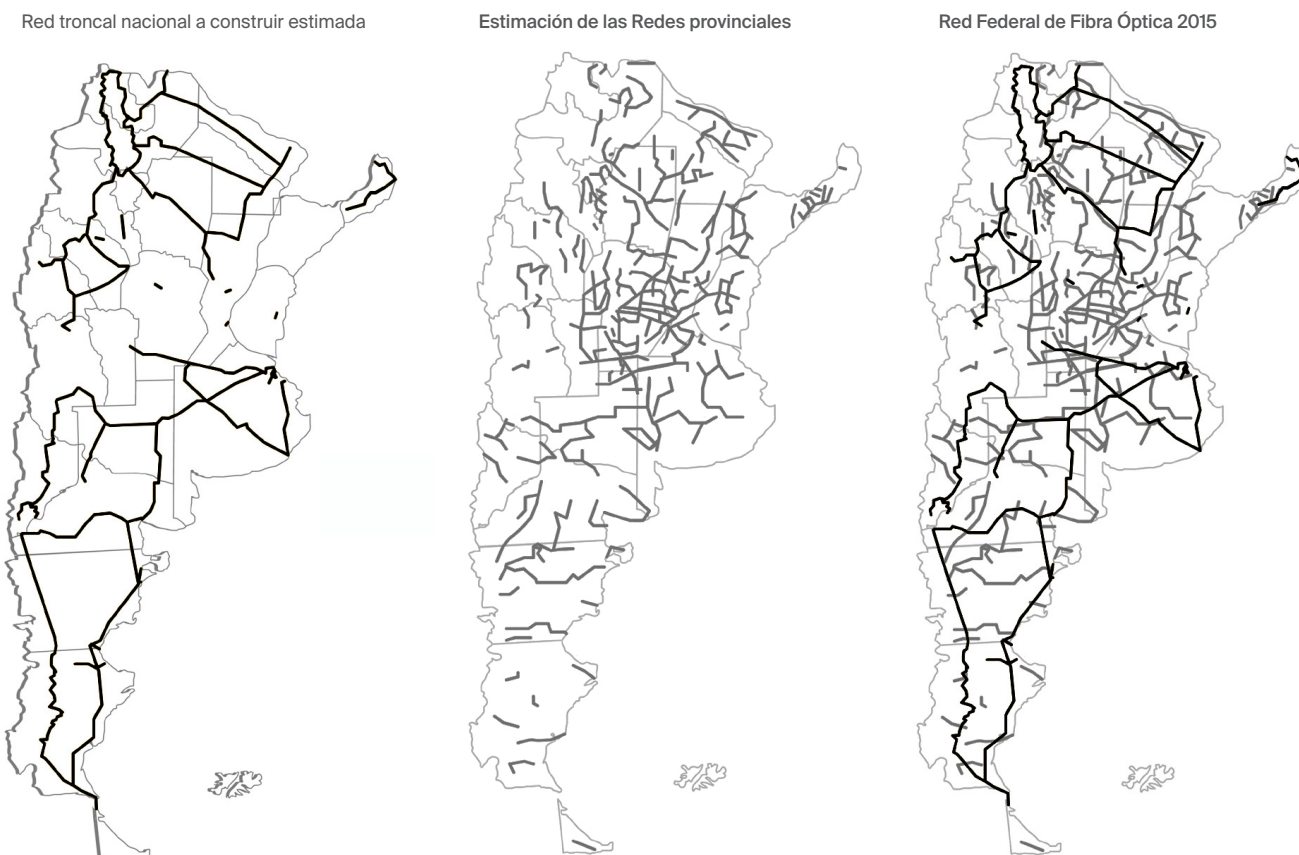 Red troncal nacional a construir estimada
Estimación de las Redes provinciales
Red Federal de Fibra Óptica 2015